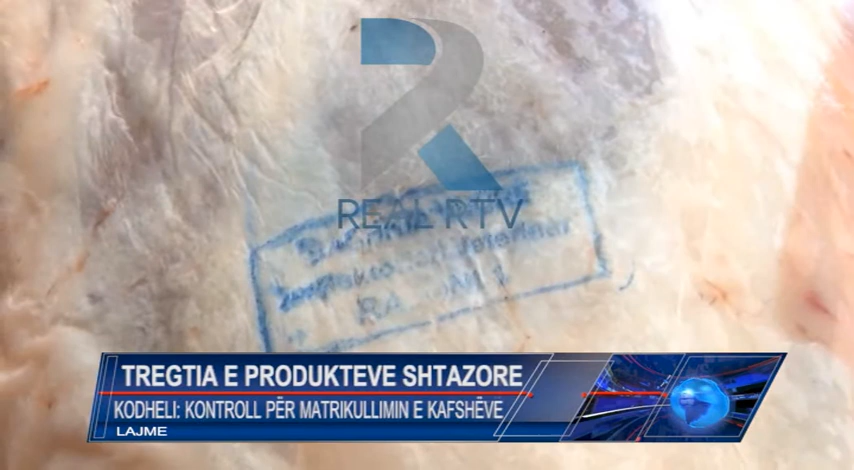 REAL RTV
TREGTIA E PRODUKTEVE SHTAZORE
KODHELI: KONTROLL PËR MATRIKULLIMIN E KAFSHËVE
LAJME